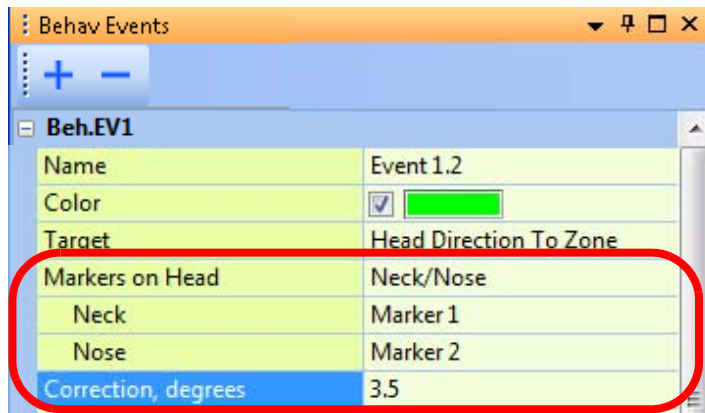 Behav Events
Beh.EV1
Name Event 1.2
Color
Target Head Direction To Zone
Markers on Head Neck/Nose
Neck Marker 1
Nose Marker 2
Correction, degrees 3.5